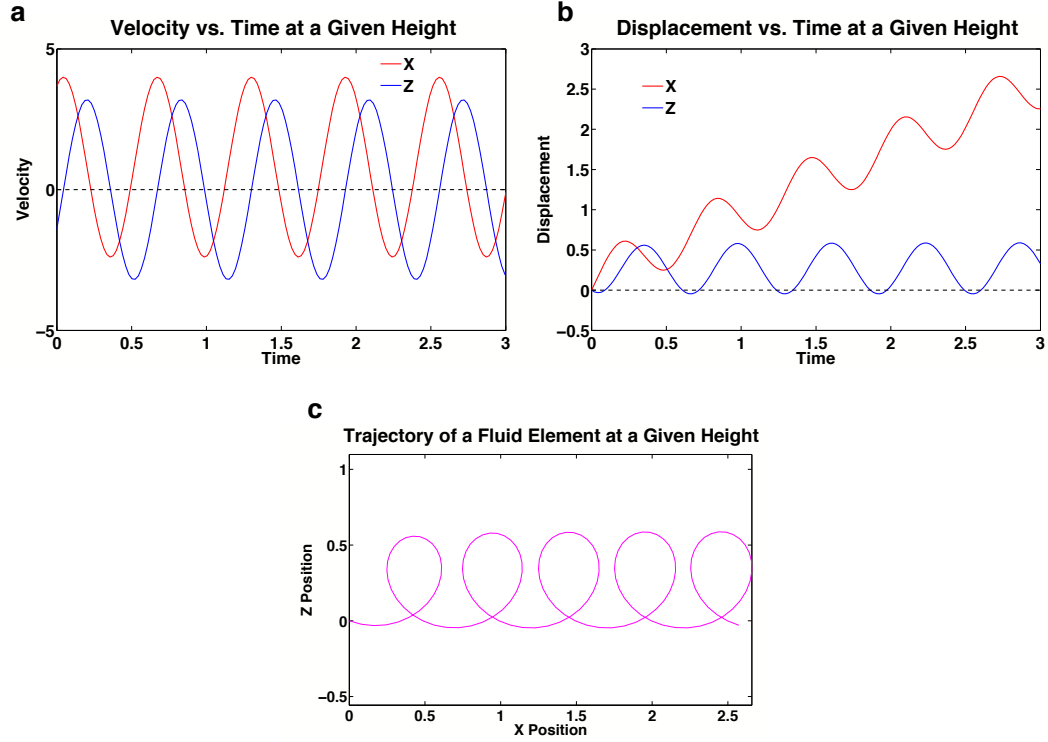 a
Velocity vs. Time at a Given Height
5
X
Z
Velocity
0
−5
0 0.5 1 1.5 2 2.5 3
Time
b
Displacement vs. Time at a Given Height
3
2.5
X
Z
2
1.5
Displacement
1
0.5
0
−0.5
0 0.5 1 1.5 2 2.5 3
Time
c
Trajectory of a Fluid Element at a Given Height
1
0.5
Z Position
0
−0.5
0 0.5 1 1.5 2 2.5
X Position